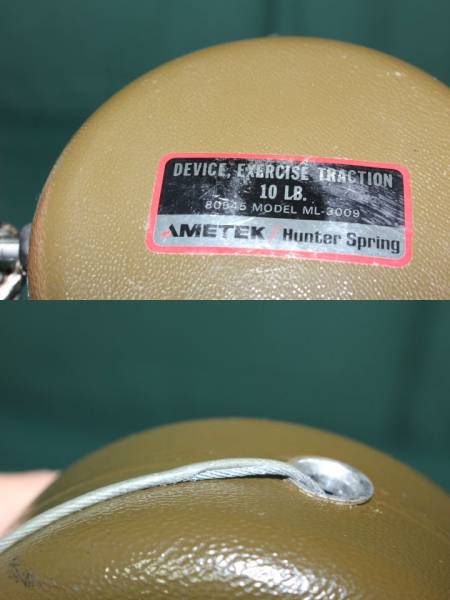 DEVICE, EXERCISE TRACTION
10 LB.
80545 MODEL ML-3009
AMETEK / Hunter Spring